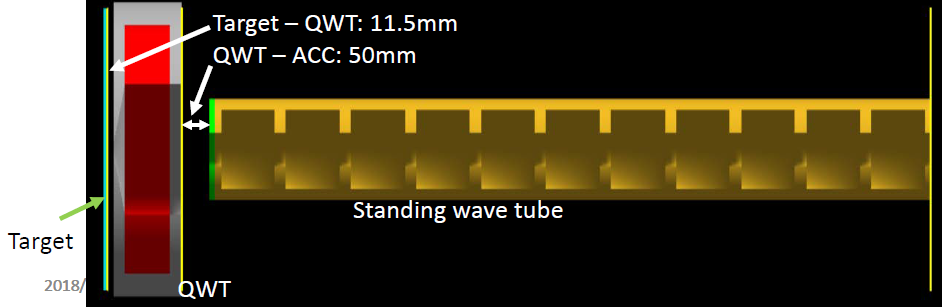 Target – QWT: 11.5mm
QWT – ACC: 50mm
Standing wave tube
Target
2018/
QWT